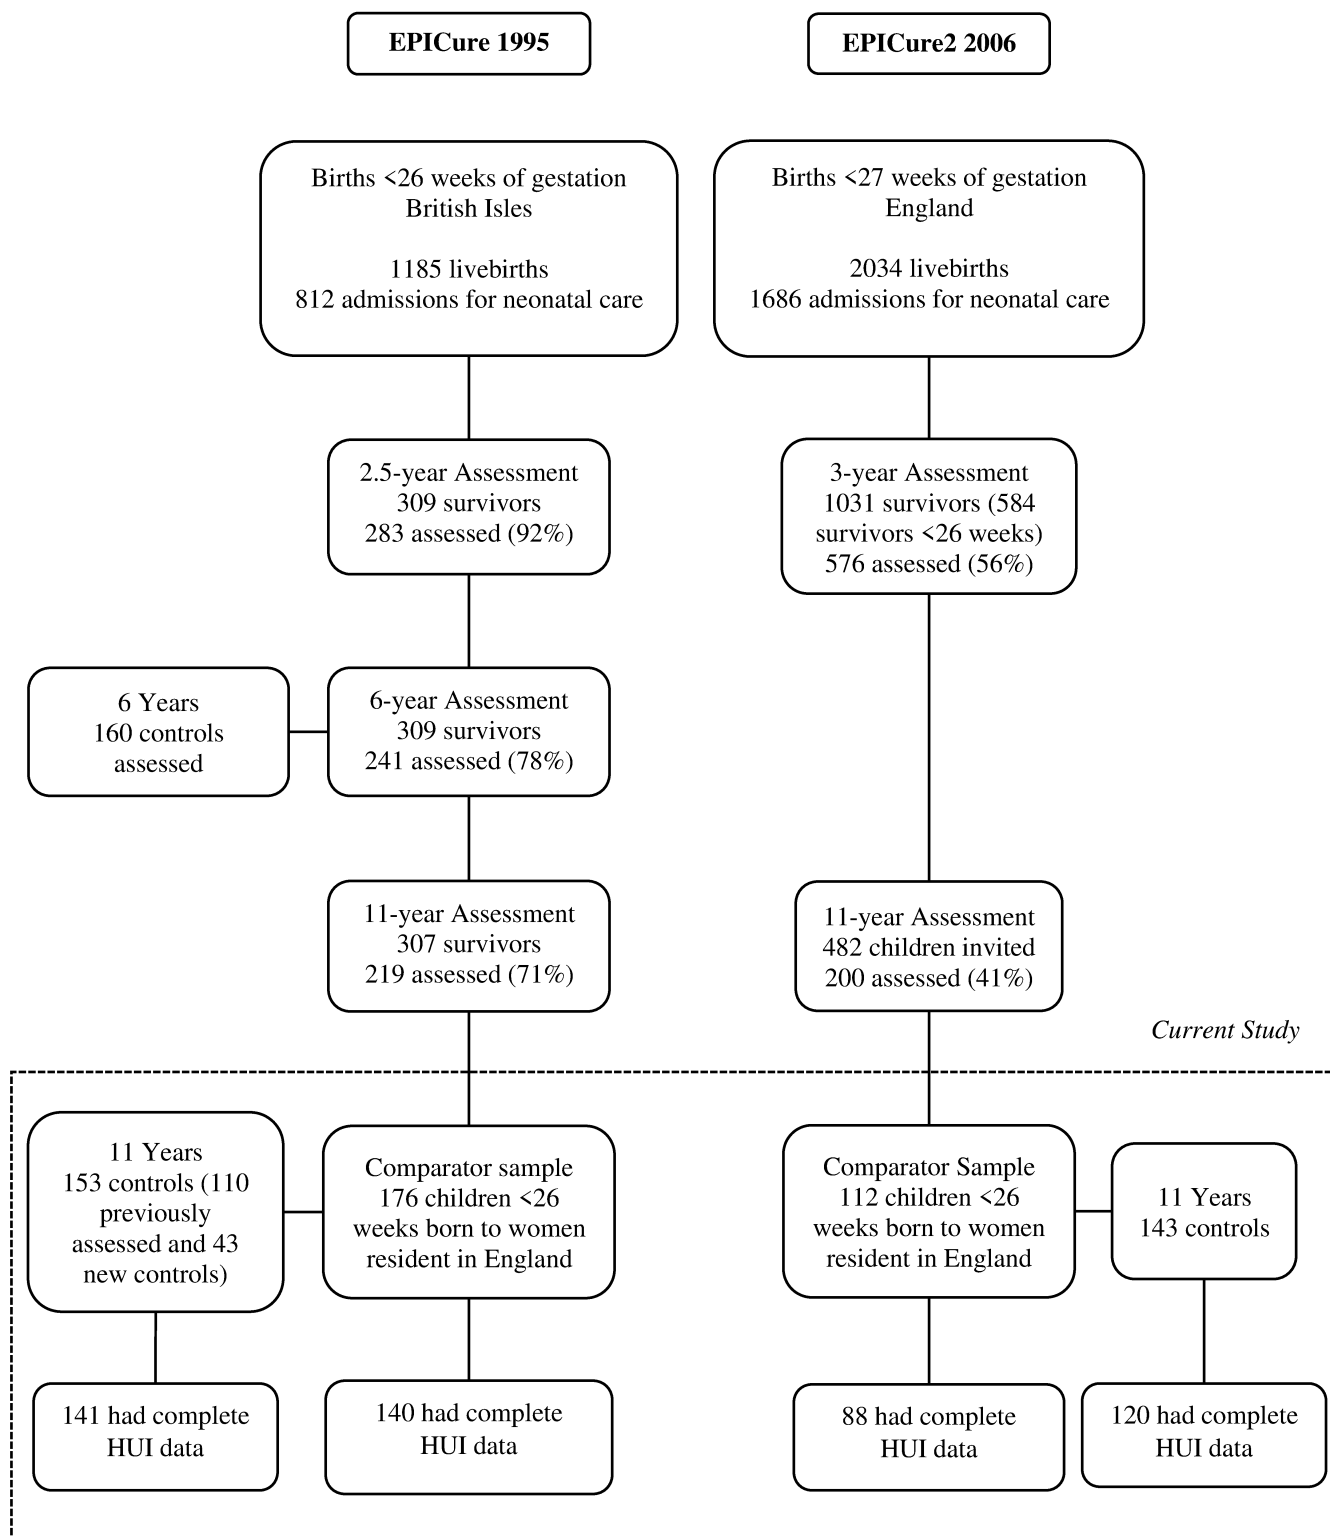 EPICure 1995
EPICure2 2006
Births <26 weeks of gestation
British Isles
1185 livebirths
812 admissions for neonatal care
Births <27 weeks of gestation
England
2034 livebirths
1686 admissions for neonatal care
2.5-year Assessment
309 survivors
283 assessed (92%)
3-year Assessment
1031 survivors (584
survivors <26 weeks)
576 assessed (56%)
6 Years
160 controls
assessed
6-year Assessment
309 survivors
241 assessed (78%)
11-year Assessment
307 survivors
219 assessed (71%)
11-year Assessment
482 children invited
200 assessed (41%)
Current Study
11 Years
153 controls (110
previously
assessed and 43
new controls)
Comparator sample
176 children <26
weeks born to women
resident in England
Comparator Sample
112 children <26
weeks born to women
resident in England
11 Years
143 controls
141 had complete
HUI data
140 had complete
HUI data
88 had complete
HUI data
120 had complete
HUI data